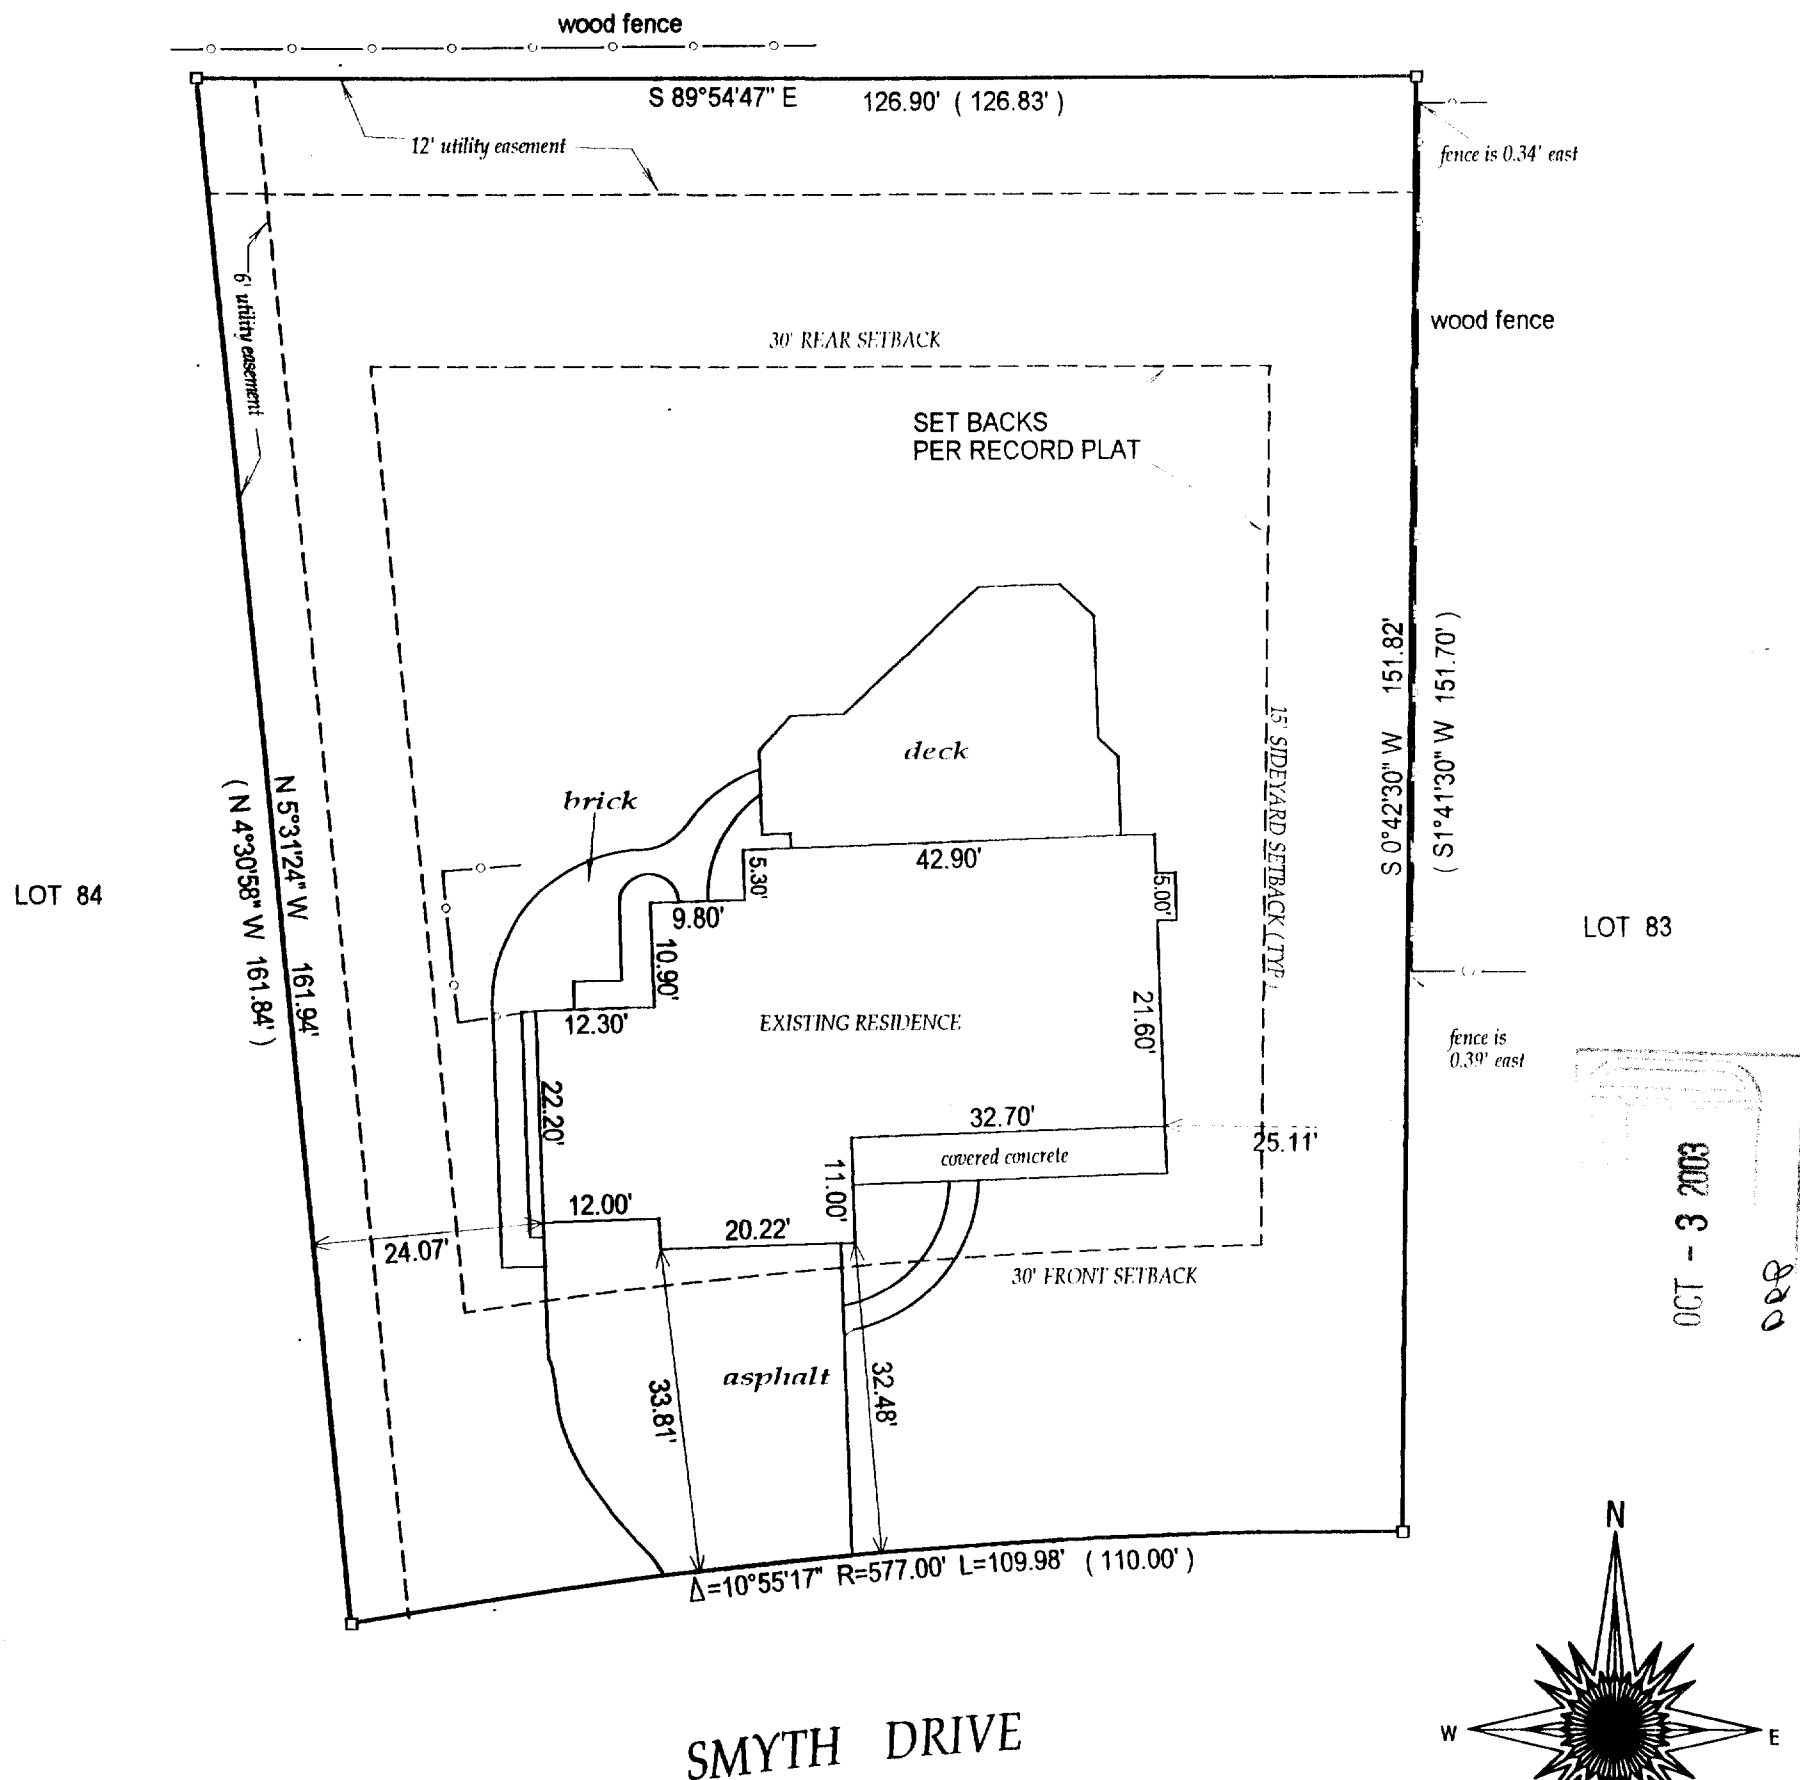 wood fence
S 89°54'47" E 126.90' ( 126.83' )
12' utility easement
fence is 0.34' east
6' utility easement
wood fence
30' REAR SETBACK
SET BACKS
PER RECORD PLAT
S 0°42'30" W 151.82'
( S 1°41'30" W 151.70' )
15' SIDEYARD SETBACK ( TYP.
deck
brick
N 5°31'24" W 161.94'
( N 4°30'58" W 161.84' )
LOT 84
42.90'
5.30'
5.00'
9.80'
10.90'
LOT 83
12.30'
EXISTING RESIDENCE
21.60'
fence is
0.39' east
22.20'
32.70'
covered concrete
25.11'
11.00'
12.00'
20.22'
24.07'
30' FRONT SETBACK
OCT - 3 2003
asphalt
33.81'
32.48'
Δ=10°55'17" R=577.00' L=109.98' ( 110.00' )
N
W
E
SMYTH DRIVE